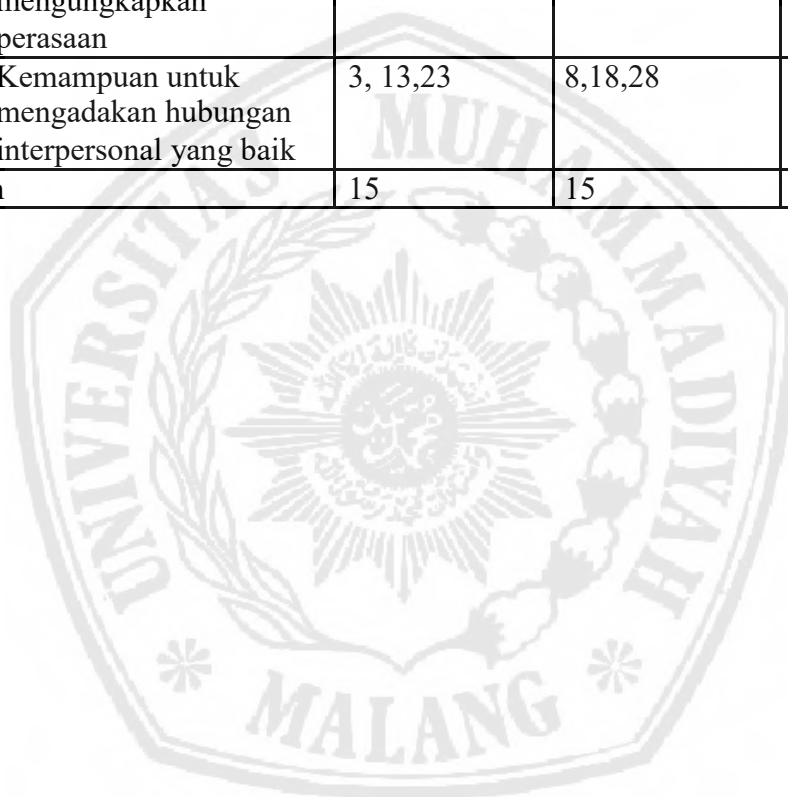 mengungkapkan
perasaan
Kemampuan untuk 3, 13,23 8,18,28
mengadakan hubungan
interpersonal yang baik
15 15
UNIVERSITAS MUHAMMADIYAH
MALANG